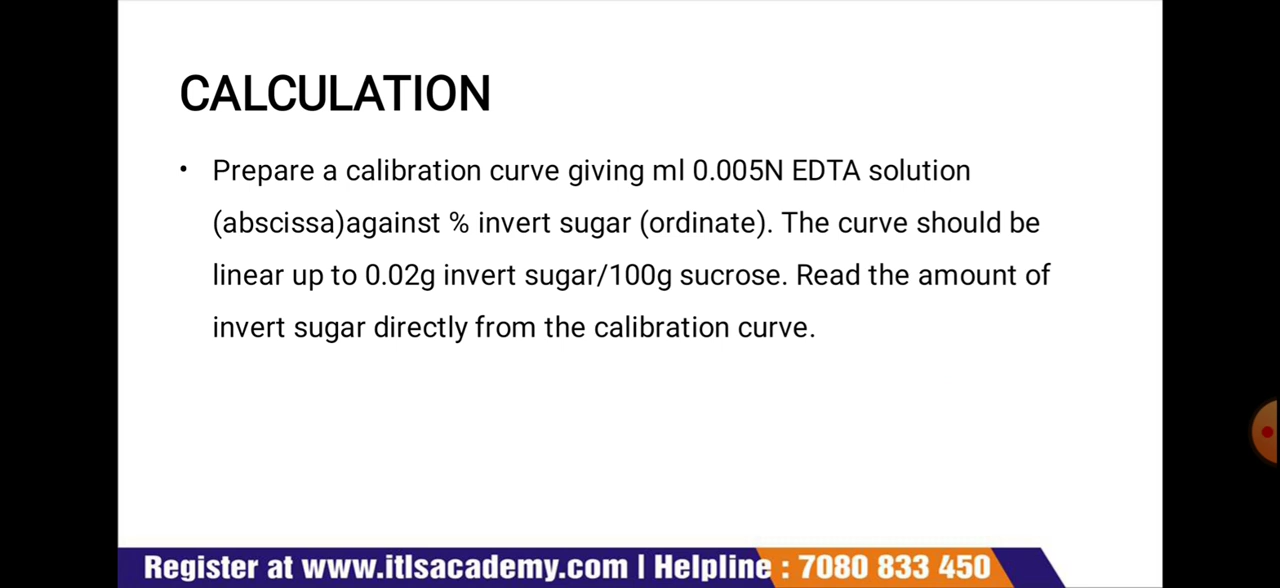 CALCULATION
• Prepare a calibration curve giving ml 0.005N EDTA solution
(abscissa)against % invert sugar (ordinate). The curve should be
linear up to 0.02g invert sugar/100g sucrose. Read the amount of
invert sugar directly from the calibration curve.
Register at www.itlsacademy.com | Helpline : 7080 833 450